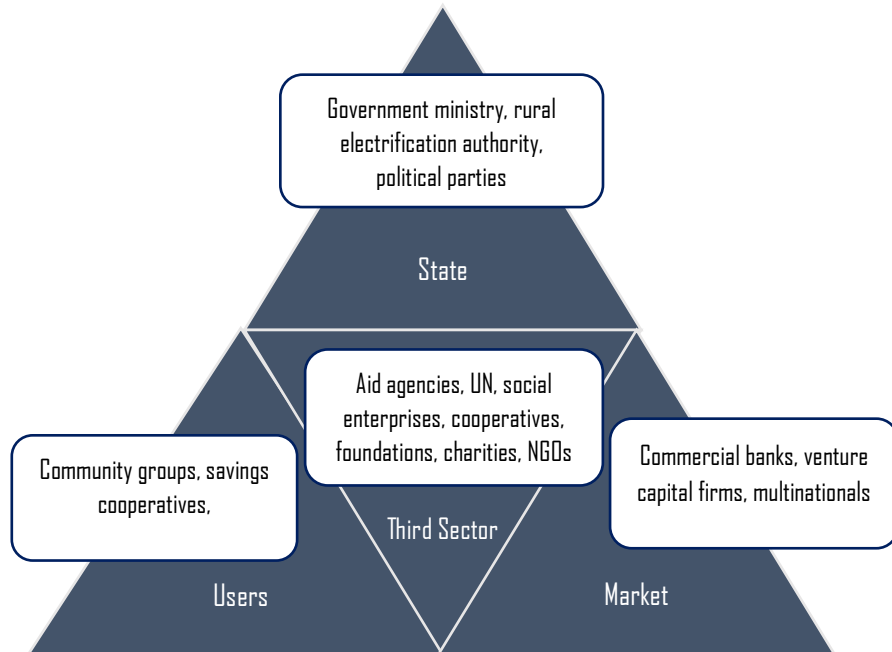 Government ministry, rural
electrification authority,
political parties
State
Aid agencies, UN, social
enterprises, cooperatives,
foundations, charities, NGOs
Community groups, savings
cooperatives,
Commercial banks, venture
capital firms, multinationals
Third Sector
Users
Market